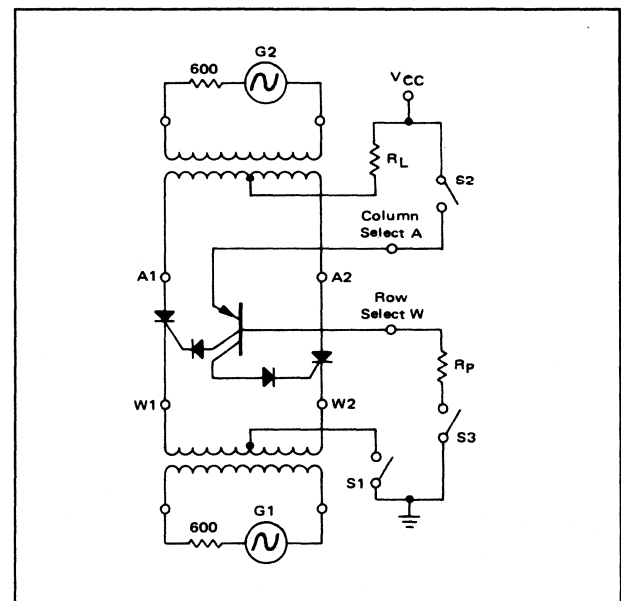 G2
600
VCC
RL
S2
Column
Select A
A1
A2
Row
Select W
RP
W1
W2
S3
S1
G1
600